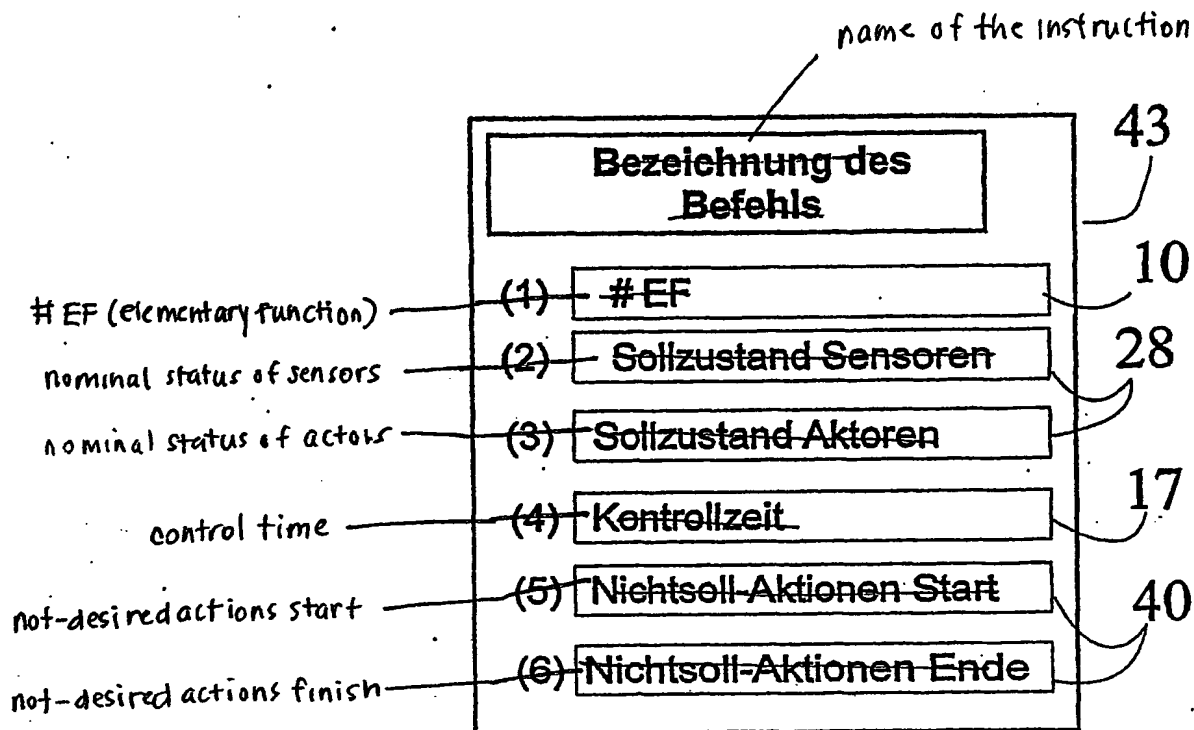 name of the instruction
43
Bezeichnung des
Befehls
10
# EF (elementary function) (1) # EF
28
nominal status of sensors (2) Sollzustand Sensoren
nominal status of actors (3) Sollzustand Aktoren
17
control time (4) Kontrollzeit
not-desired actions start (5) Nichtsoll-Aktionen Start
40
not-desired actions finish (6) Nichtsoll-Aktionen Ende